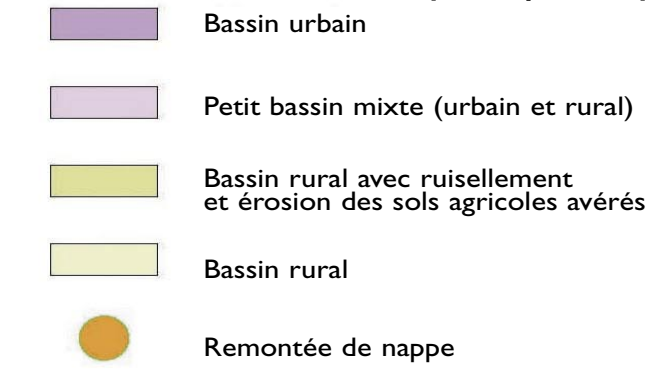 Bassin urbain
Petit bassin mixte (urbain et rural)
Bassin rural avec ruisellement
et érosion des sols agricoles avérés
Bassin rural
Remontée de nappe